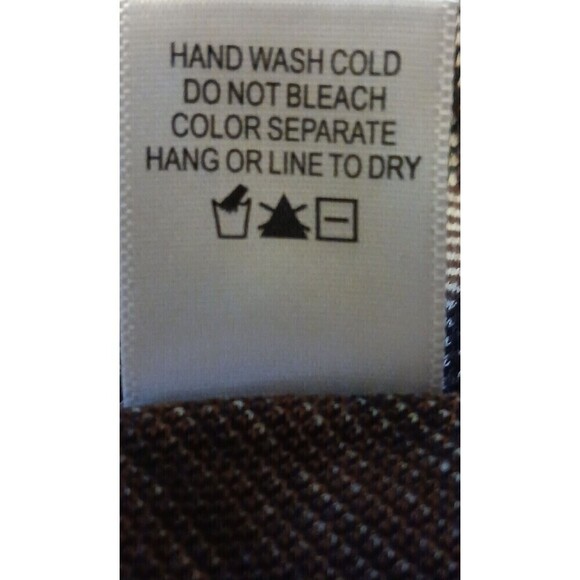 HAND WASH COLD
DO NOT BLEACH
COLOR SEPARATE
HANG OR LINE TO DRY